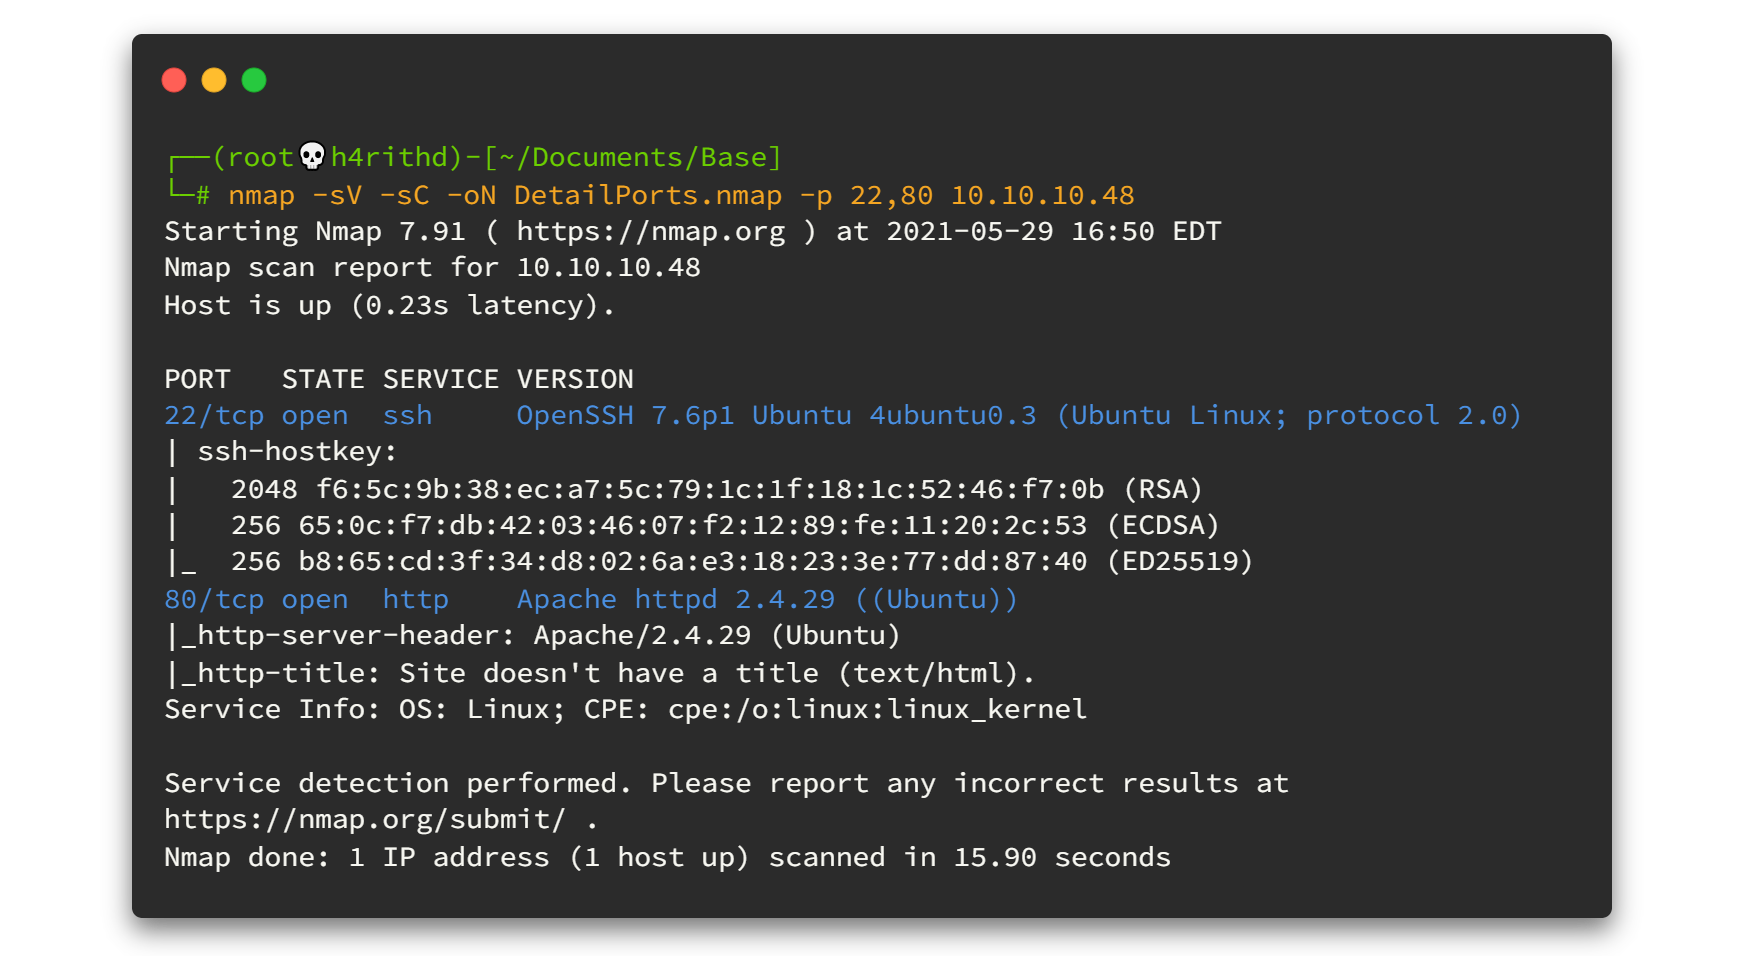 ┌──(root💀h4rithd)-[~/Documents/Base]
└─# nmap -sV -sC -oN DetailPorts.nmap -p 22,80 10.10.10.48
Starting Nmap 7.91 ( https://nmap.org ) at 2021-05-29 16:50 EDT
Nmap scan report for 10.10.10.48
Host is up (0.23s latency).

PORT   STATE SERVICE VERSION
22/tcp open  ssh     OpenSSH 7.6p1 Ubuntu 4ubuntu0.3 (Ubuntu Linux; protocol 2.0)
| ssh-hostkey:
|   2048 f6:5c:9b:38:ec:a7:5c:79:1c:1f:18:1c:52:46:f7:0b (RSA)
|   256 65:0c:f7:db:42:03:46:07:f2:12:89:fe:11:20:2c:53 (ECDSA)
|_  256 b8:65:cd:3f:34:d8:02:6a:e3:18:23:3e:77:dd:87:40 (ED25519)
80/tcp open  http    Apache httpd 2.4.29 ((Ubuntu))
|_http-server-header: Apache/2.4.29 (Ubuntu)
|_http-title: Site doesn't have a title (text/html).
Service Info: OS: Linux; CPE: cpe:/o:linux:linux_kernel

Service detection performed. Please report any incorrect results at
https://nmap.org/submit/ .
Nmap done: 1 IP address (1 host up) scanned in 15.90 seconds